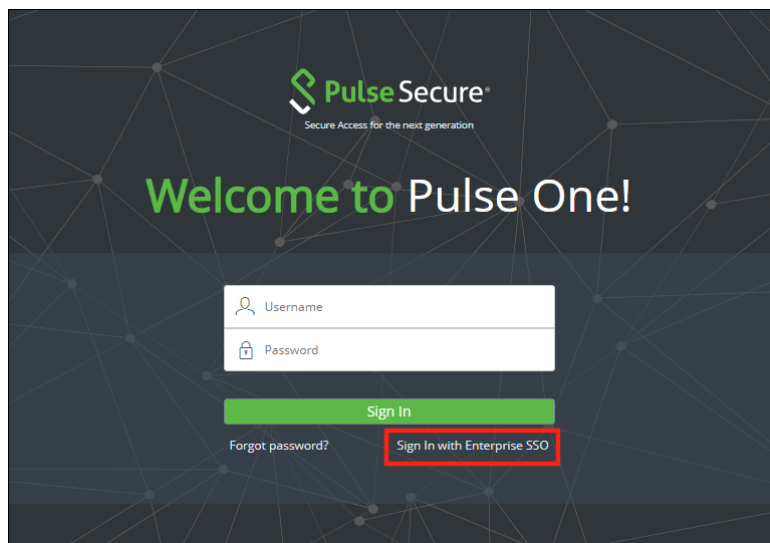 Pulse Secure®
Secure Access for the next generation
Welcome to Pulse One!
Username
Password
Sign In
Forgot password? Sign In with Enterprise SSO